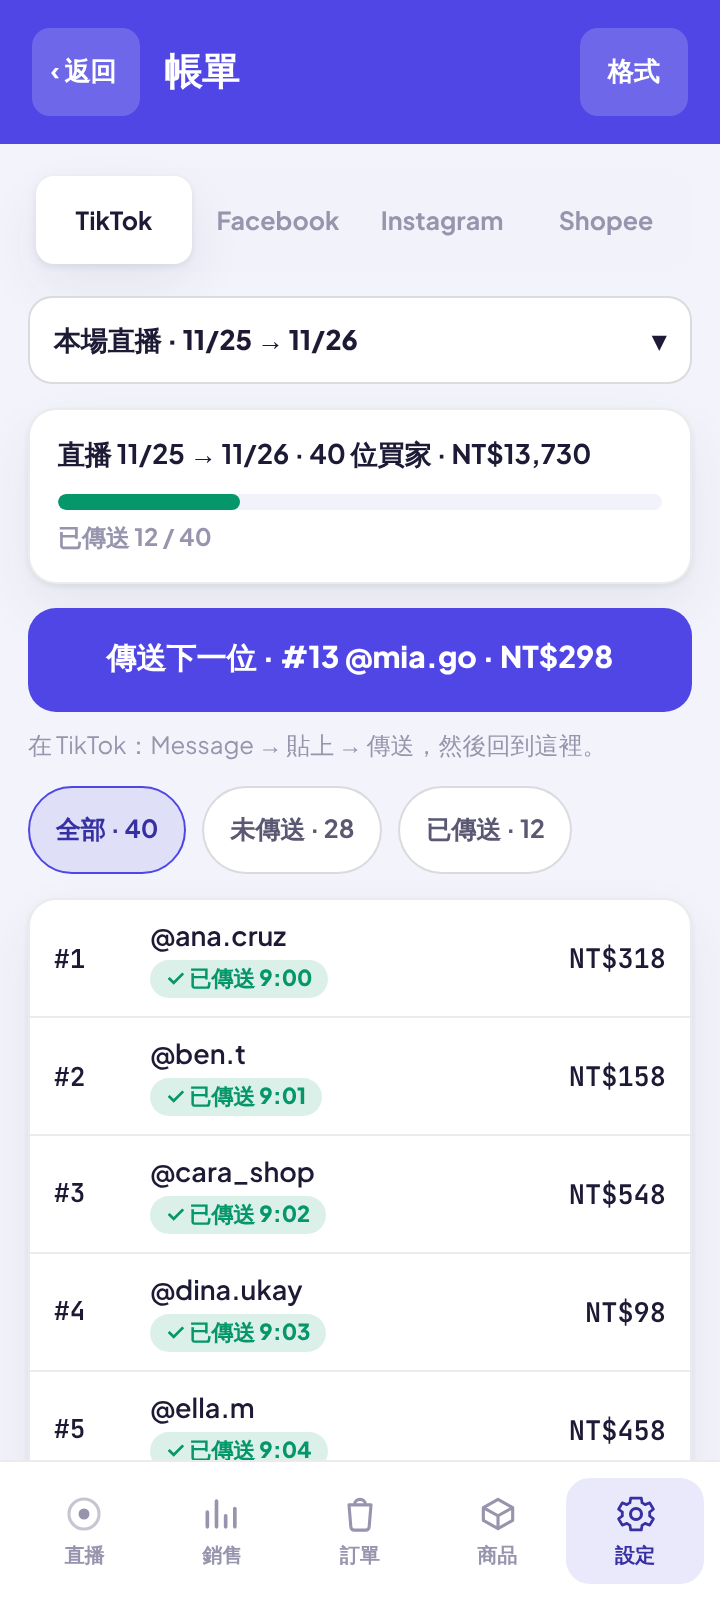 ‹ 返回
帳單
格式
TikTok
Facebook
Instagram
Shopee
本場直播 · 11/25 → 11/26
▼
直播 11/25 → 11/26 · 40 位買家 · NT$13,730
已傳送 12 / 40
傳送下一位 · #13 @mia.go · NT$298
在 TikTok：Message → 貼上 → 傳送，然後回到這裡。
全部 · 40
未傳送 · 28
已傳送 · 12
#1
@ana.cruz
✓ 已傳送 9:00
NT$318
#2
@ben.t
✓ 已傳送 9:01
NT$158
#3
@cara_shop
✓ 已傳送 9:02
NT$548
#4
@dina.ukay
✓ 已傳送 9:03
NT$98
#5
@ella.m
✓ 已傳送 9:04
NT$458
直播
銷售
訂單
商品
設定